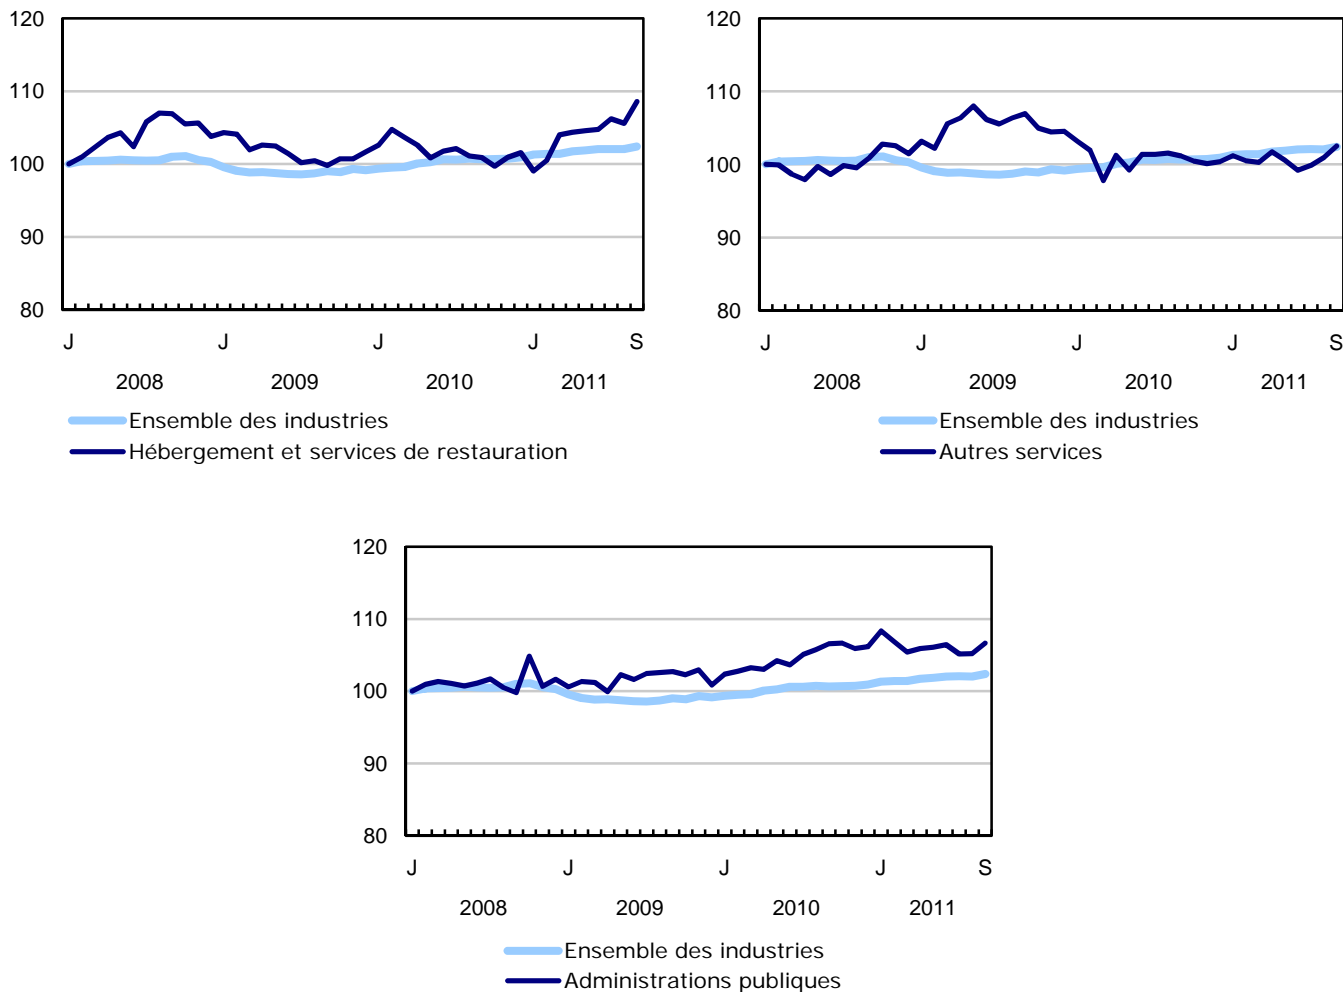 120
110
100
90
80
J J J J S
2008 2009 2010 2011
Ensemble des industries
Hébergement et services de restauration
120
110
100
90
80
J J J J S
2008 2009 2010 2011
Ensemble des industries
Autres services
120
110
100
90
80
J J J J S
2008 2009 2010 2011
Ensemble des industries
Administrations publiques